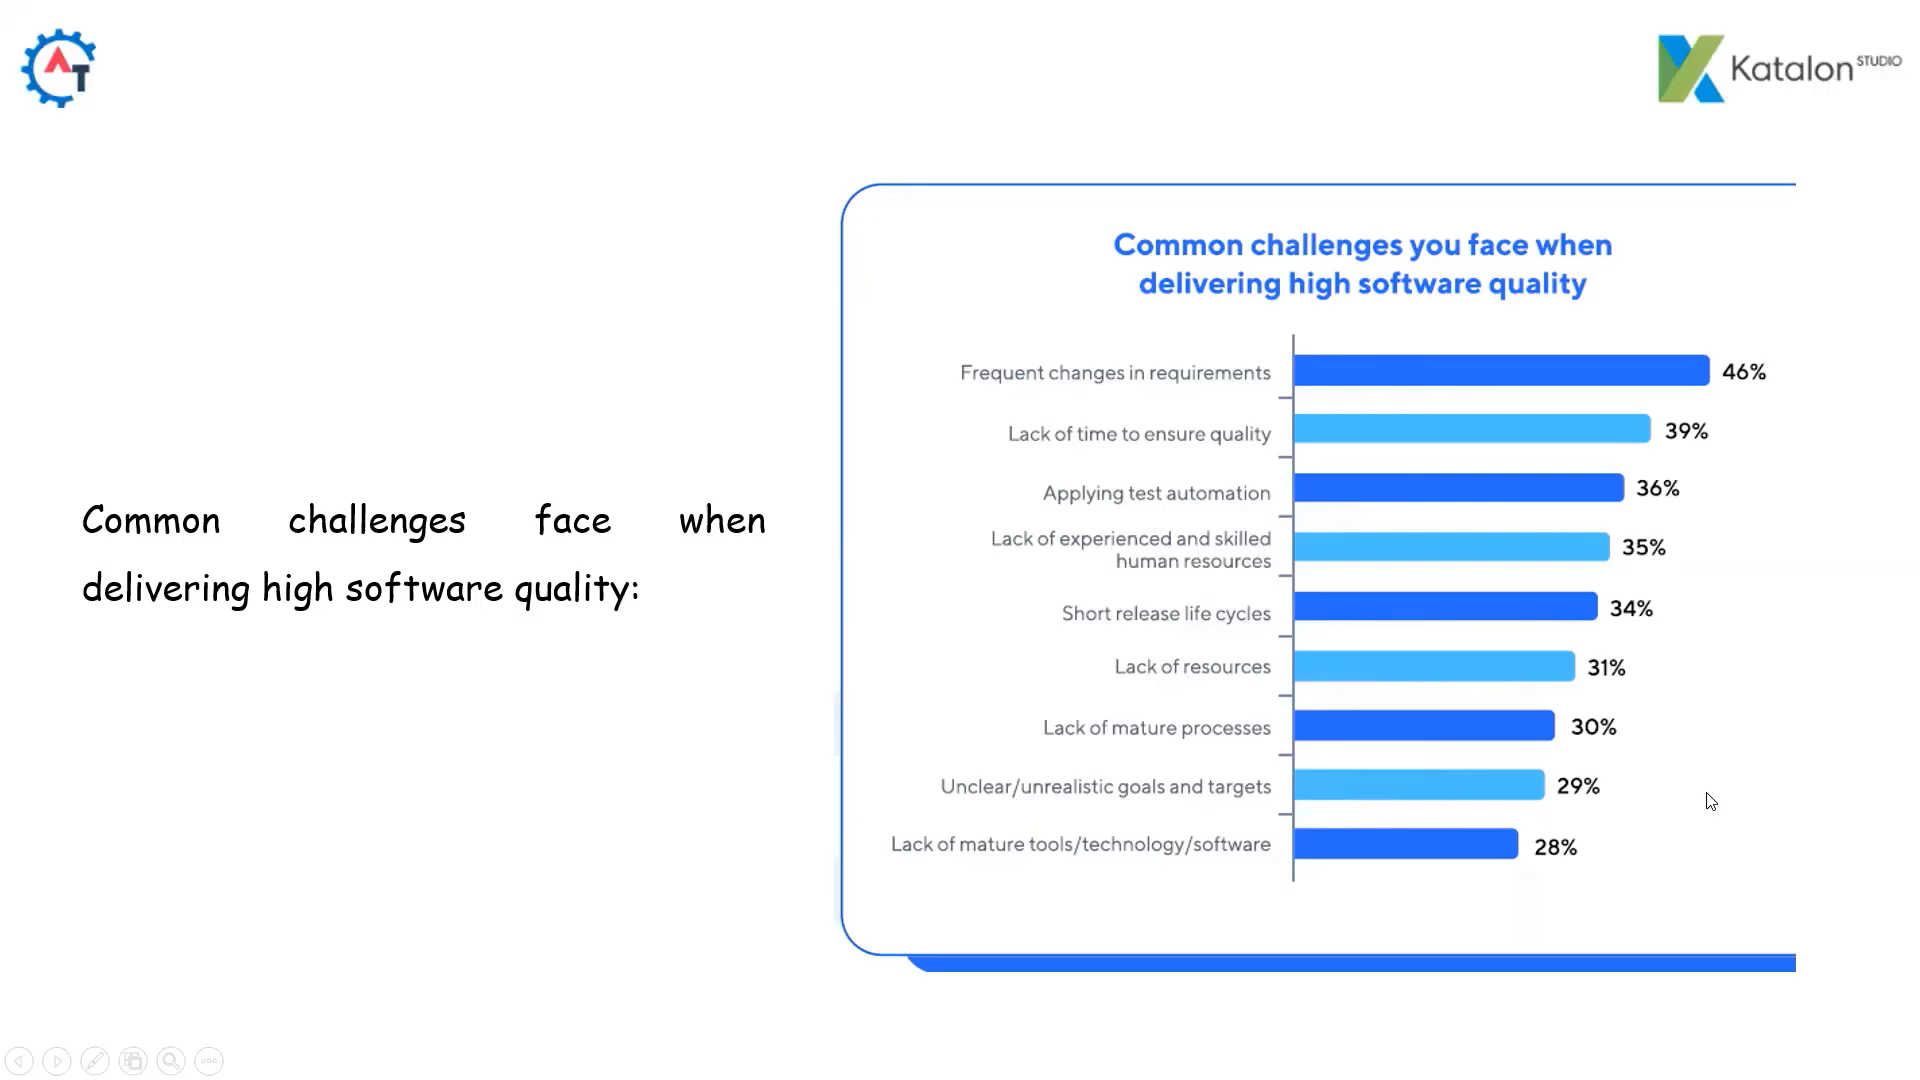 AT
Katalon STUDIO
Common challenges face when
delivering high software quality:
Common challenges you face when
delivering high software quality
Frequent changes in requirements 46%
Lack of time to ensure quality 39%
Applying test automation 36%
Lack of experienced and skilled
human resources 35%
Short release life cycles 34%
Lack of resources 31%
Lack of mature processes 30%
Unclear/unrealistic goals and targets 29%
Lack of mature tools/technology/software 28%